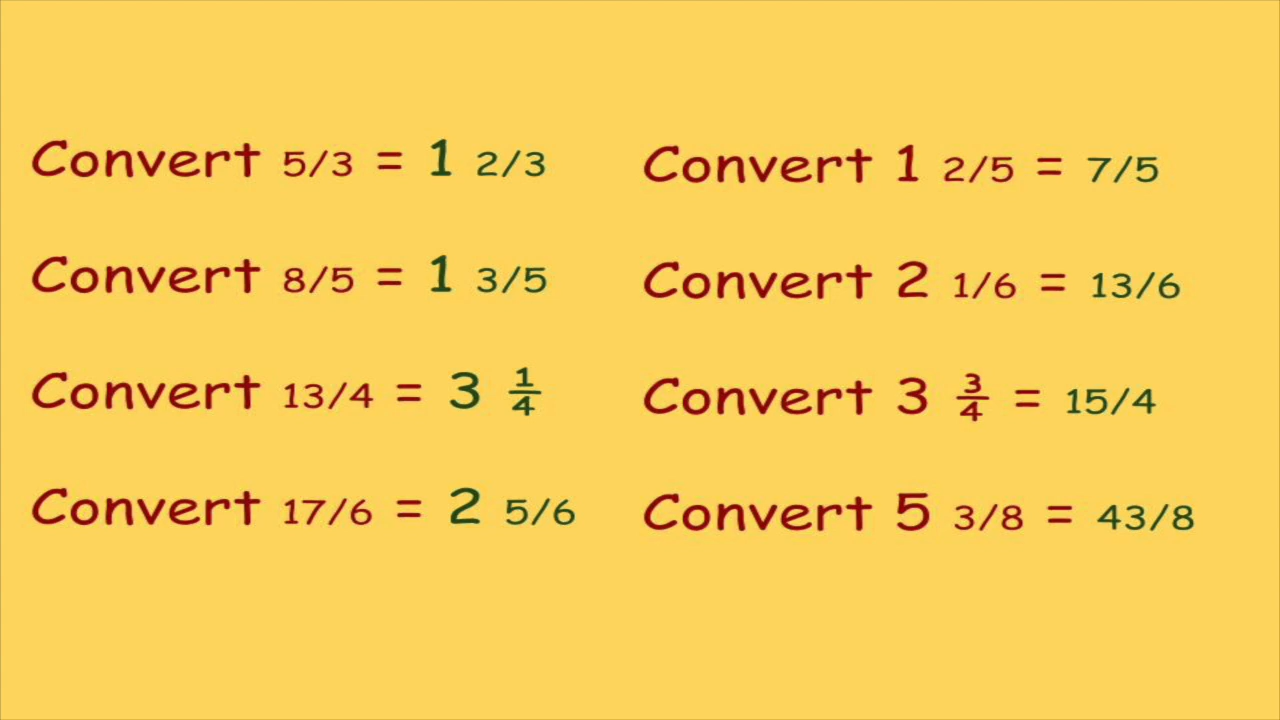 Convert 5/3 = 1 2/3
Convert 8/5 = 1 3/5
Convert 13/4 = 3 1/4
Convert 17/6 = 2 5/6
Convert 1 2/5 = 7/5
Convert 2 1/6 = 13/6
Convert 3 3/4 = 15/4
Convert 5 3/8 = 43/8